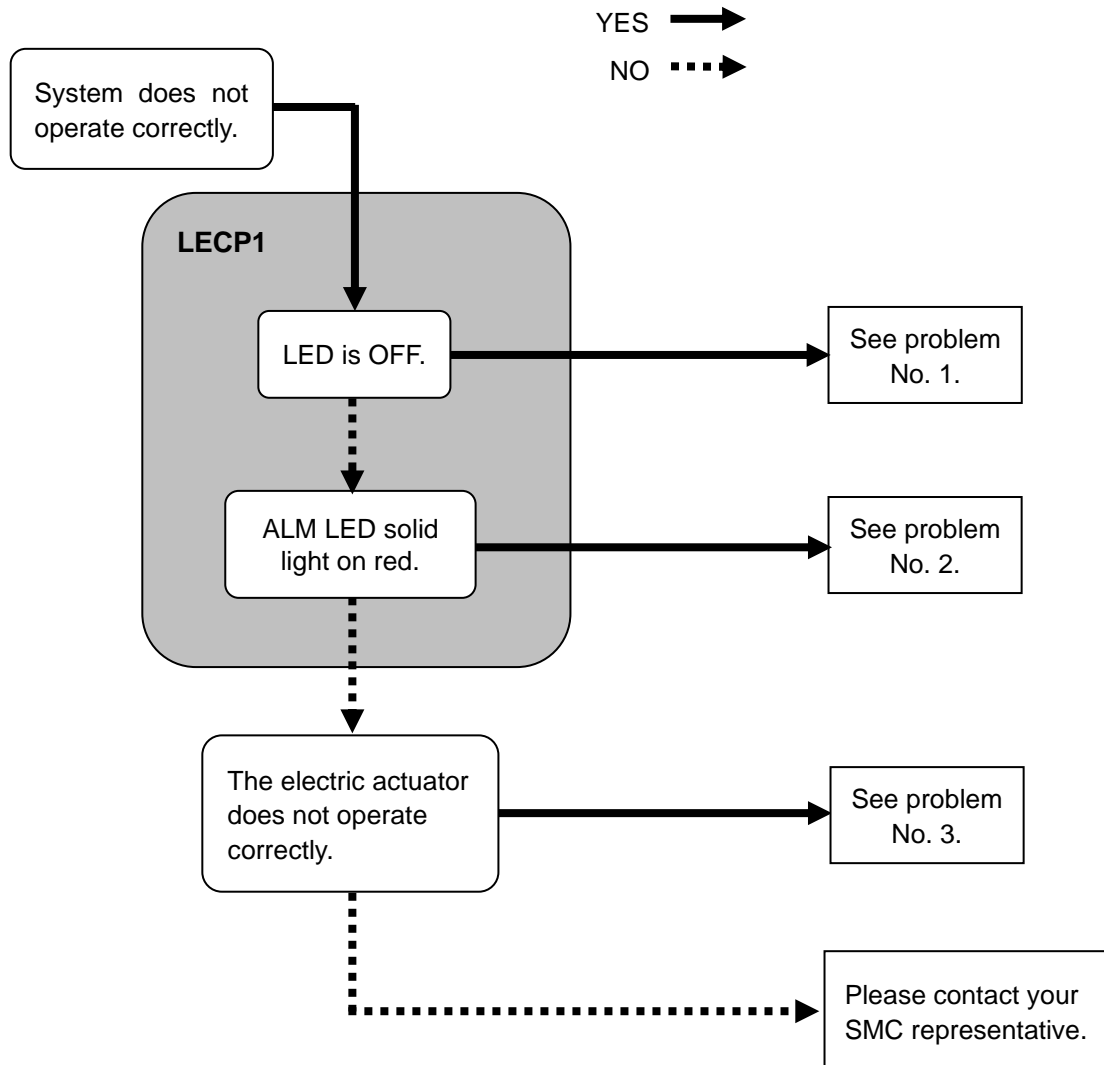 YES
NO
System does not
operate correctly.
LECP1
LED is OFF.
See problem
No. 1.
ALM LED solid
light on red.
See problem
No. 2.
The electric actuator
does not operate
correctly.
See problem
No. 3.
Please contact your
SMC representative.